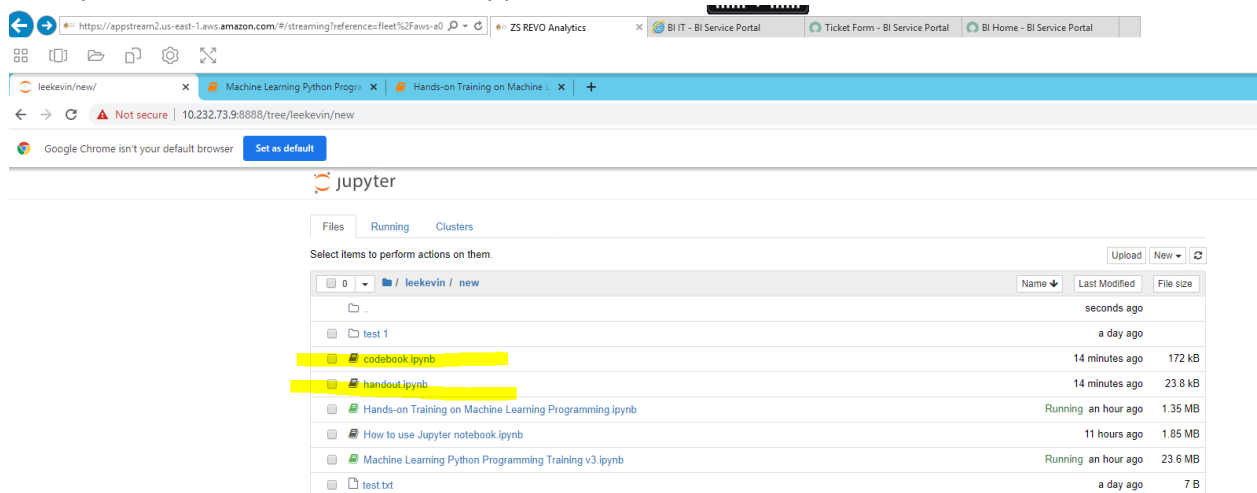 https://appstream2.us-east-1.aws.amazon.com/#/streaming?reference=fleet%2Faws-a0 ZS REVO Analytics BI IT - BI Service Portal Ticket Form - BI Service Portal BI Home - BI Service Portal
leekevin/new/ Machine Learning Python Progra Hands-on Training on Machine L
Not secure 10.232.73.9:8888/tree/leekevin/new
Google Chrome isn't your default browser Set as default
jupyter
Files Running Clusters
Select items to perform actions on them. Upload New
0 / leekevin / new Name Last Modified File size
.. seconds ago
test 1 a day ago
codebook.ipynb 14 minutes ago 172 kB
handout.ipynb 14 minutes ago 23.8 kB
Hands-on Training on Machine Learning Programming.ipynb Running an hour ago 1.35 MB
How to use Jupyter notebook.ipynb 11 hours ago 1.85 MB
Machine Learning Python Programming Training v3.ipynb Running an hour ago 23.6 MB
test.txt a day ago 7 B